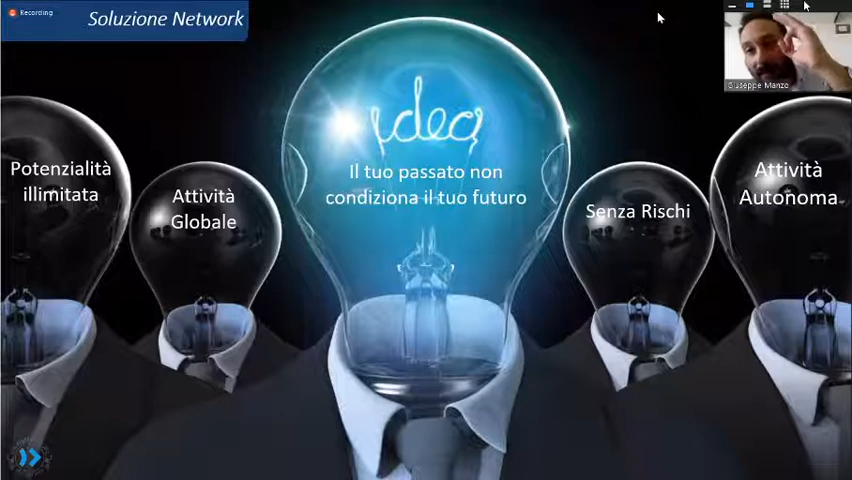 Recording
Soluzione Network
Giuseppe Manzo
idea
Il tuo passato non
condiziona il tuo futuro
Potenzialità
illimitata
Attività
Globale
Senza Rischi
Attività
Autonoma